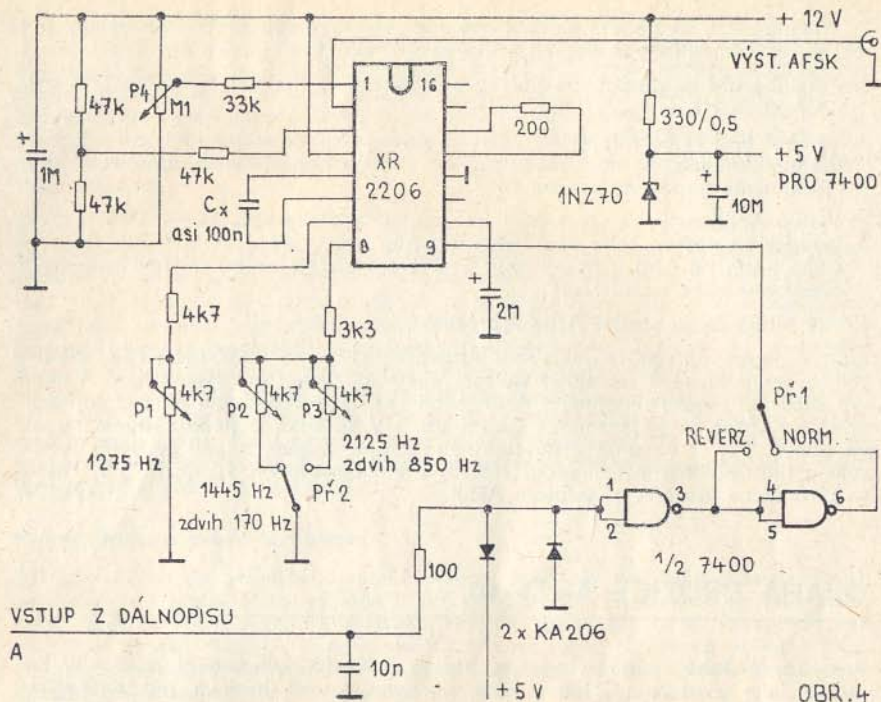 + 12 V
VÝST. AFSK
P4
M1
33k
1
16
47k
200
330/0,5
+
1M
47k
XR
2206
+5 V
PRO 7400
1NZ70
+
10M
47k
Cx
asi 100n
8
9
+
2M
4k7
3k3
Př1
REVERZ.
NORM.
P1
4k7
P2
4k7
P3
4k7
1275 Hz
2125 Hz
zdvih 850 Hz
1445 Hz
Př2
zdvih 170 Hz
1
2
3
4
5
6
100
1/2 7400
VSTUP Z DÁLNOPISU
A
2 x KA206
10n
+5 V
OBR.4